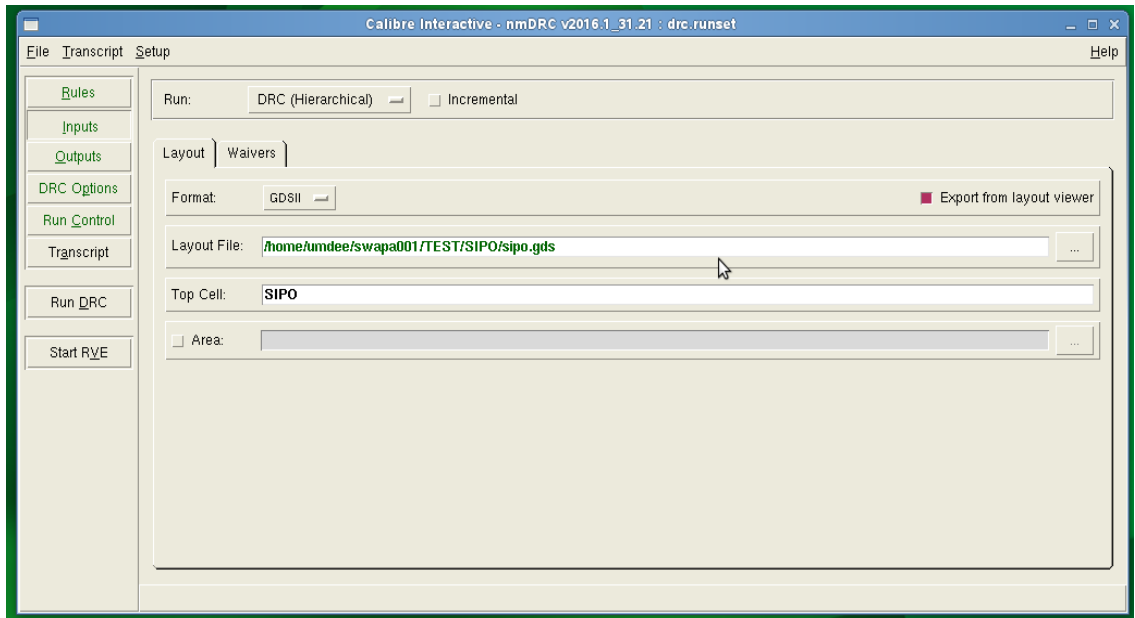 Calibre Interactive - nmDRC v2016.1_31.21 : drc.runset
File Transcript Setup Help
Rules
Inputs
Outputs
DRC Options
Run Control
Transcript
Run DRC
Start RVE
Run: DRC (Hierarchical) Incremental
Layout Waivers
Format: GDSII Export from layout viewer
Layout File: /home/umdee/swapa001/TEST/SIPO/sipo.gds ...
Top Cell: SIPO
Area: ...